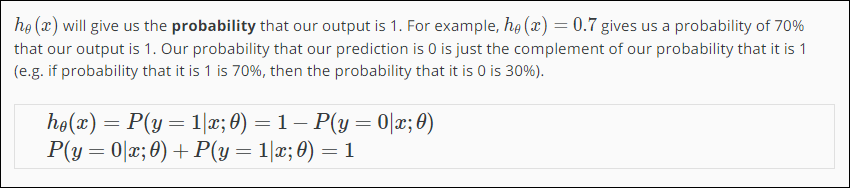 hθ(x) will give us the probability that our output is 1. For example, hθ(x) = 0.7 gives us a probability of 70%
that our output is 1. Our probability that our prediction is 0 is just the complement of our probability that it is 1
(e.g. if probability that it is 1 is 70%, then the probability that it is 0 is 30%).
hθ(x) = P(y = 1|x; θ) = 1 − P(y = 0|x; θ)
P(y = 0|x; θ) + P(y = 1|x; θ) = 1